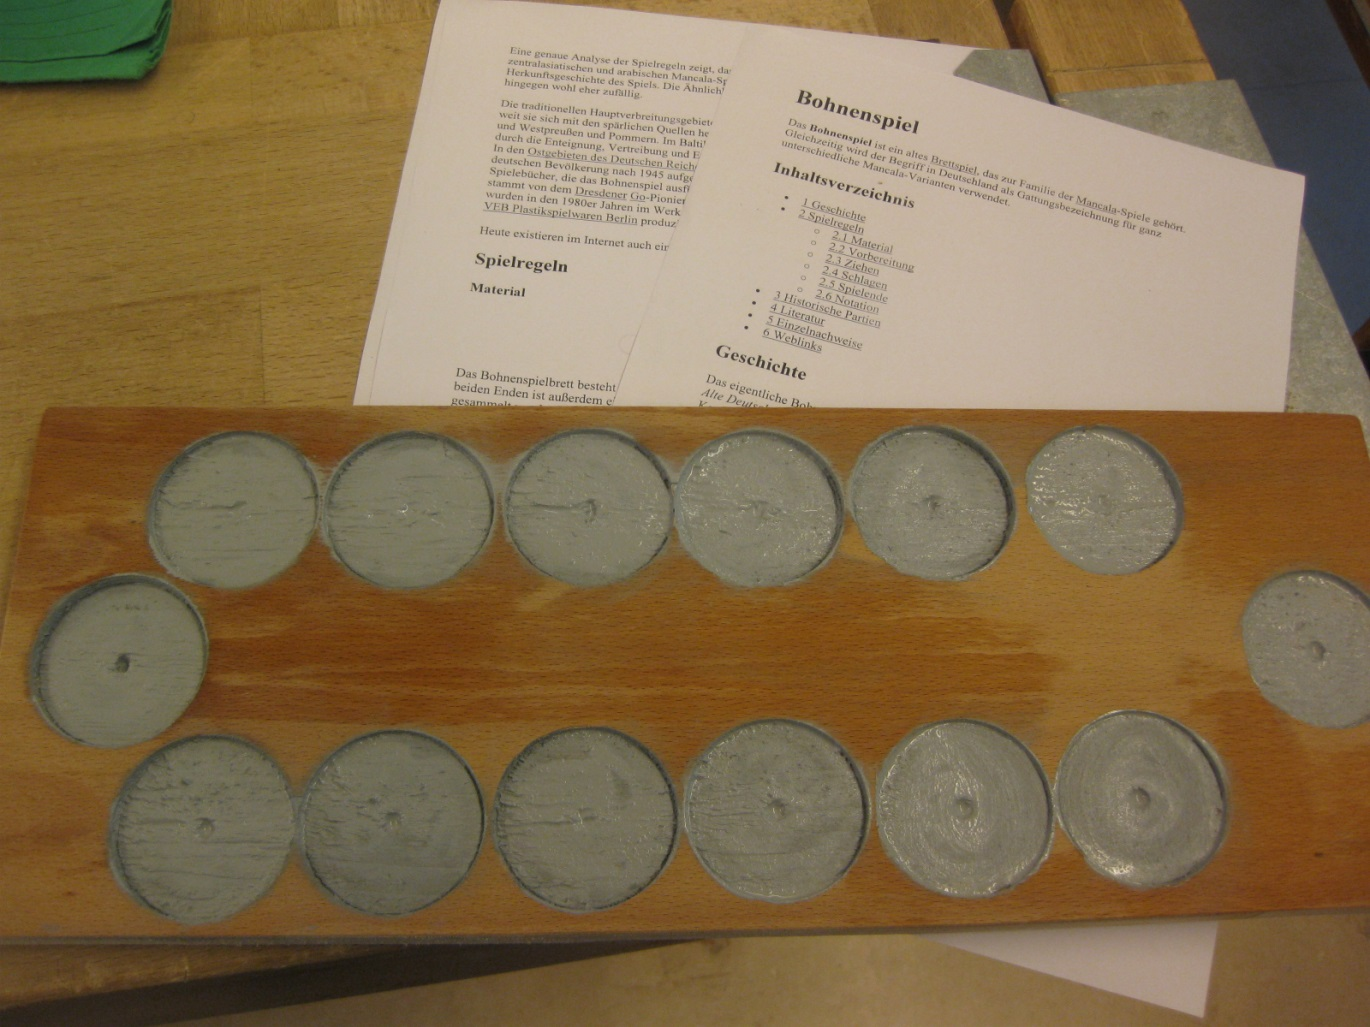 Eine genaue Analyse der Spielregeln zeigt, da
zentralasiatischen und arabischen Mancala-Sp
Herkunftsgeschichte des Spiels. Die Ähnlich
hingegen wohl eher zufällig.
Die traditionellen Hauptverbreitungsgebiet
weit sie sich mit den spärlichen Quellen be
und Westpreußen und Pommern. Im Balti
durch die Enteignung, Vertreibung und E
In den Ostgebieten des Deutschen Reich
deutschen Bevölkerung nach 1945 aufge
Spielebücher, die das Bohnenspiel ausf
stammt von dem Dresdener Go-Pionier
wurden in den 1980er Jahren im Werk
VEB Plastikspielwaren Berlin produz
Heute existieren im Internet auch ein
Spielregeln
Material
Das Bohnenspielbrett besteht
beiden Enden ist außerdem e
gesammelt
Bohnenspiel
Das Bohnenspiel ist ein altes Brettspiel, das zur Familie der Mancala-Spiele gehört.
Gleichzeitig wird der Begriff in Deutschland als Gattungsbezeichnung für ganz
unterschiedliche Mancala-Varianten verwendet.
Inhaltsverzeichnis
1 Geschichte
2 Spielregeln
2.1 Material
2.2 Vorbereitung
2.3 Ziehen
2.4 Schlagen
2.5 Spielende
2.6 Notation
3 Historische Partien
4 Literatur
5 Einzelnachweise
6 Weblinks
Geschichte
Das eigentliche Boh
Alte Deutsc